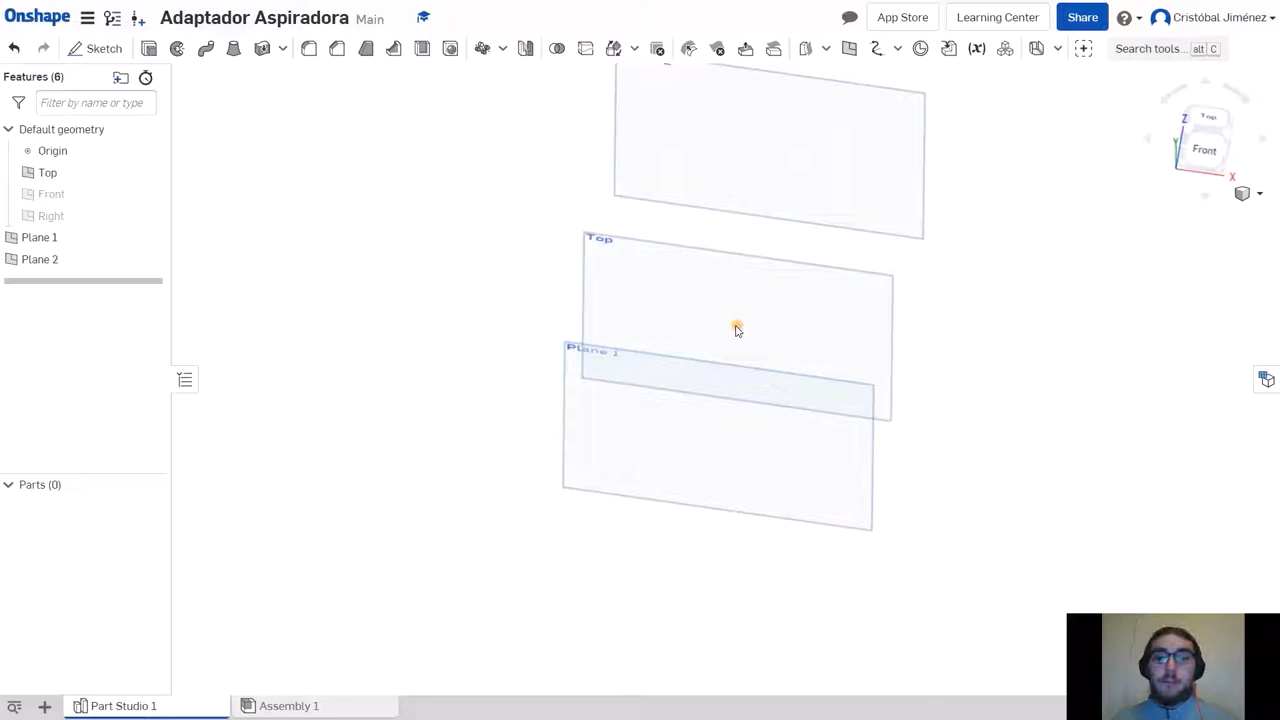 Onshape
Adaptador Aspiradora Main
App Store
Learning Center
Share
Cristóbal Jiménez
Sketch
Search tools... alt C
Features (6)
Filter by name or type
Default geometry
Origin
Top
Front
Right
Plane 1
Plane 2
Parts (0)
Top
Plane 1
Top
Front
Z
Y
X
Part Studio 1
Assembly 1